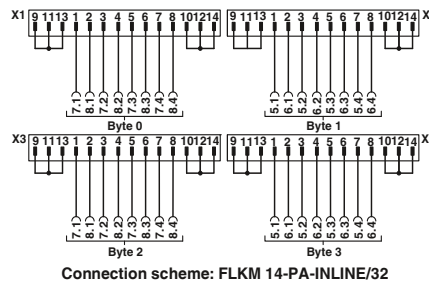 X1 9 11 13 1 2 3 4 5 6 7 8 10 12 14
9 11 13 1 2 3 4 5 6 7 8 10 12 14 X
7.1 8.1 7.2 8.2 7.3 8.3 7.4 8.4
5.1 6.1 5.2 6.2 5.3 6.3 5.4 6.4
Byte 0
Byte 1
X3 9 11 13 1 2 3 4 5 6 7 8 10 12 14
9 11 13 1 2 3 4 5 6 7 8 10 12 14 X
7.1 8.1 7.2 8.2 7.3 8.3 7.4 8.4
5.1 6.1 5.2 6.2 5.3 6.3 5.4 6.4
Byte 2
Byte 3
Connection scheme: FLKM 14-PA-INLINE/32